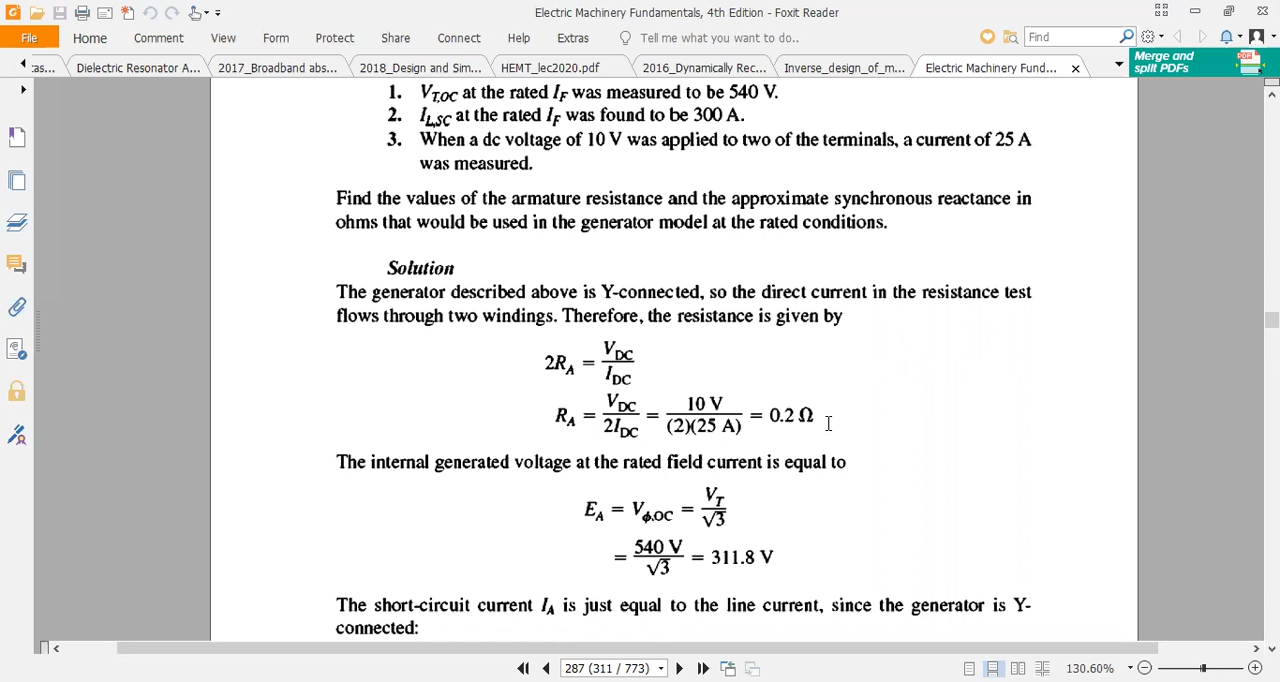 Electric Machinery Fundamentals, 4th Edition - Foxit Reader
File Home Comment View Form Protect Share Connect Help Extras Tell me what you want to do.. Find
...tas... Dielectric Resonator A... 2017_Broadband abs... 2018_Design and Sim... HEMT_lec2020.pdf 2016_Dynamically Rec... Inverse_design_of_m... Electric Machinery Fund... Merge and
split PDFs
1. V_T,OC at the rated I_F was measured to be 540 V.
2. I_L,SC at the rated I_F was found to be 300 A.
3. When a dc voltage of 10 V was applied to two of the terminals, a current of 25 A
was measured.
Find the values of the armature resistance and the approximate synchronous reactance in
ohms that would be used in the generator model at the rated conditions.
Solution
The generator described above is Y-connected, so the direct current in the resistance test
flows through two windings. Therefore, the resistance is given by
2R_A = V_DC / I_DC
R_A = V_DC / 2I_DC = 10 V / (2)(25 A) = 0.2 Ω
The internal generated voltage at the rated field current is equal to
E_A = V_ϕ,OC = V_T / √3
= 540 V / √3 = 311.8 V
The short-circuit current I_A is just equal to the line current, since the generator is Y-
connected:
287 (311 / 773) 130.60%